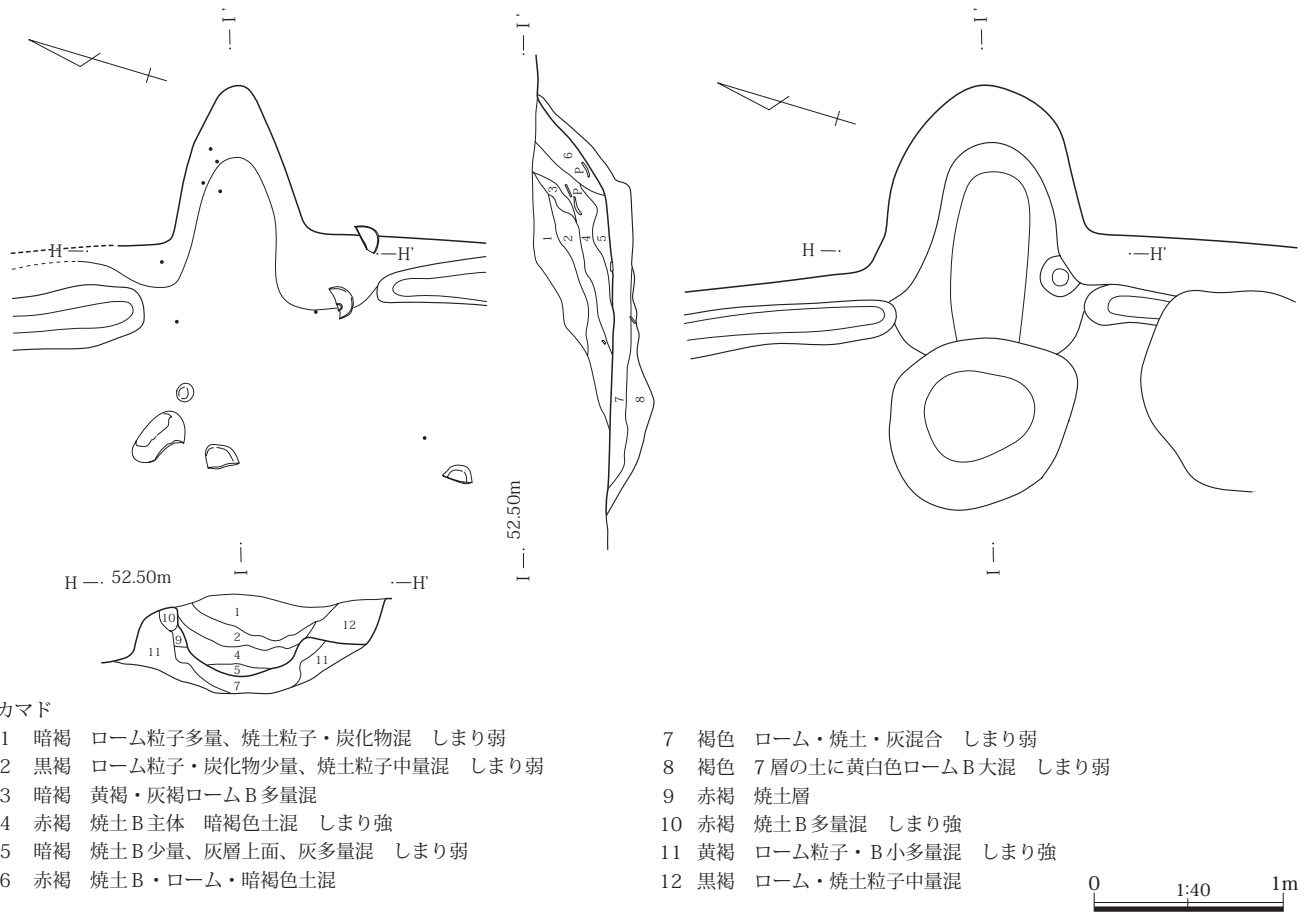 I'
I'
I'
H
H'
H
H'
6
P
P
3
1
2
4
5
7
8
52.50m
I
I
I
H 52.50m
H'
1
10
12
2
9
4
11
11
5
7
カマド
1 暗褐 ローム粒子多量、焼土粒子・炭化物混 しまり弱
2 黒褐 ローム粒子・炭化物少量、焼土粒子中量混 しまり弱
3 暗褐 黄褐・灰褐ロームB多量混
4 赤褐 焼土B主体 暗褐色土混 しまり強
5 暗褐 焼土B少量、灰層上面、灰多量混 しまり弱
6 赤褐 焼土B・ローム・暗褐色土混
7 褐色 ローム・焼土・灰混合 しまり弱
8 褐色 7層の土に黄白色ロームB大混 しまり弱
9 赤褐 焼土層
10 赤褐 焼土B多量混 しまり強
11 黄褐 ローム粒子・B小多量混 しまり強
12 黒褐 ローム・焼土粒子中量混
0 1:40 1m